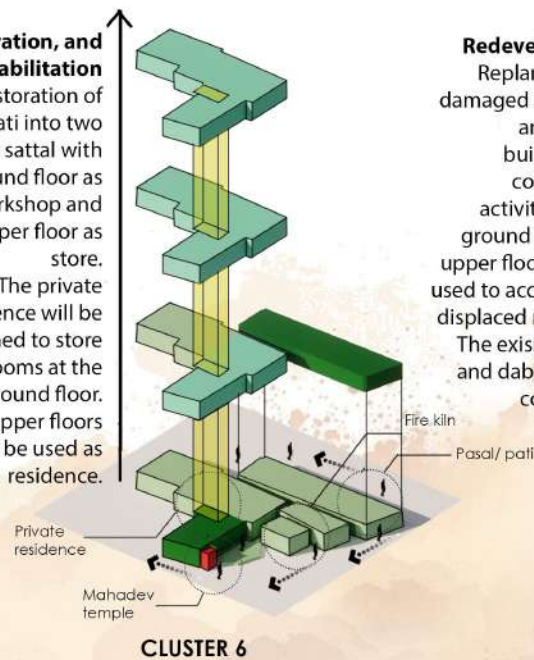 ration, and
abilitation
storation of
ati into two
sattal with
und floor as
rkshop and
per floor as
store.
The private
ence will be
ned to store
ooms at the
ound floor.
pper floors
be used as
residence.
Redeve
Replan
damaged
an
bui
co
activit
ground
upper floo
used to acc
displaced r
The exis
and dab
co
Fire kiln
Pasal/ pati
Private
residence
Mahadev
temple
CLUSTER 6